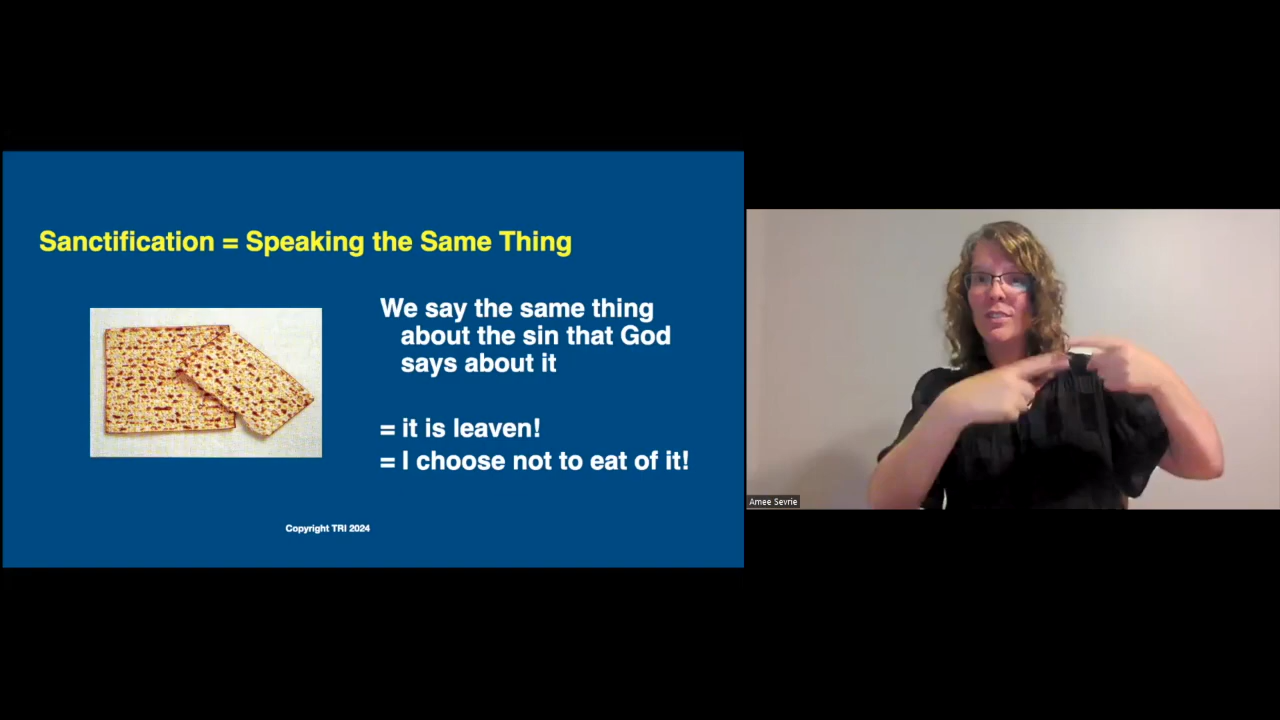 Sanctification = Speaking the Same Thing
We say the same thing
about the sin that God
says about it
= it is leaven!
= I choose not to eat of it!
Copyright TRI 2024
Amee Sevrie